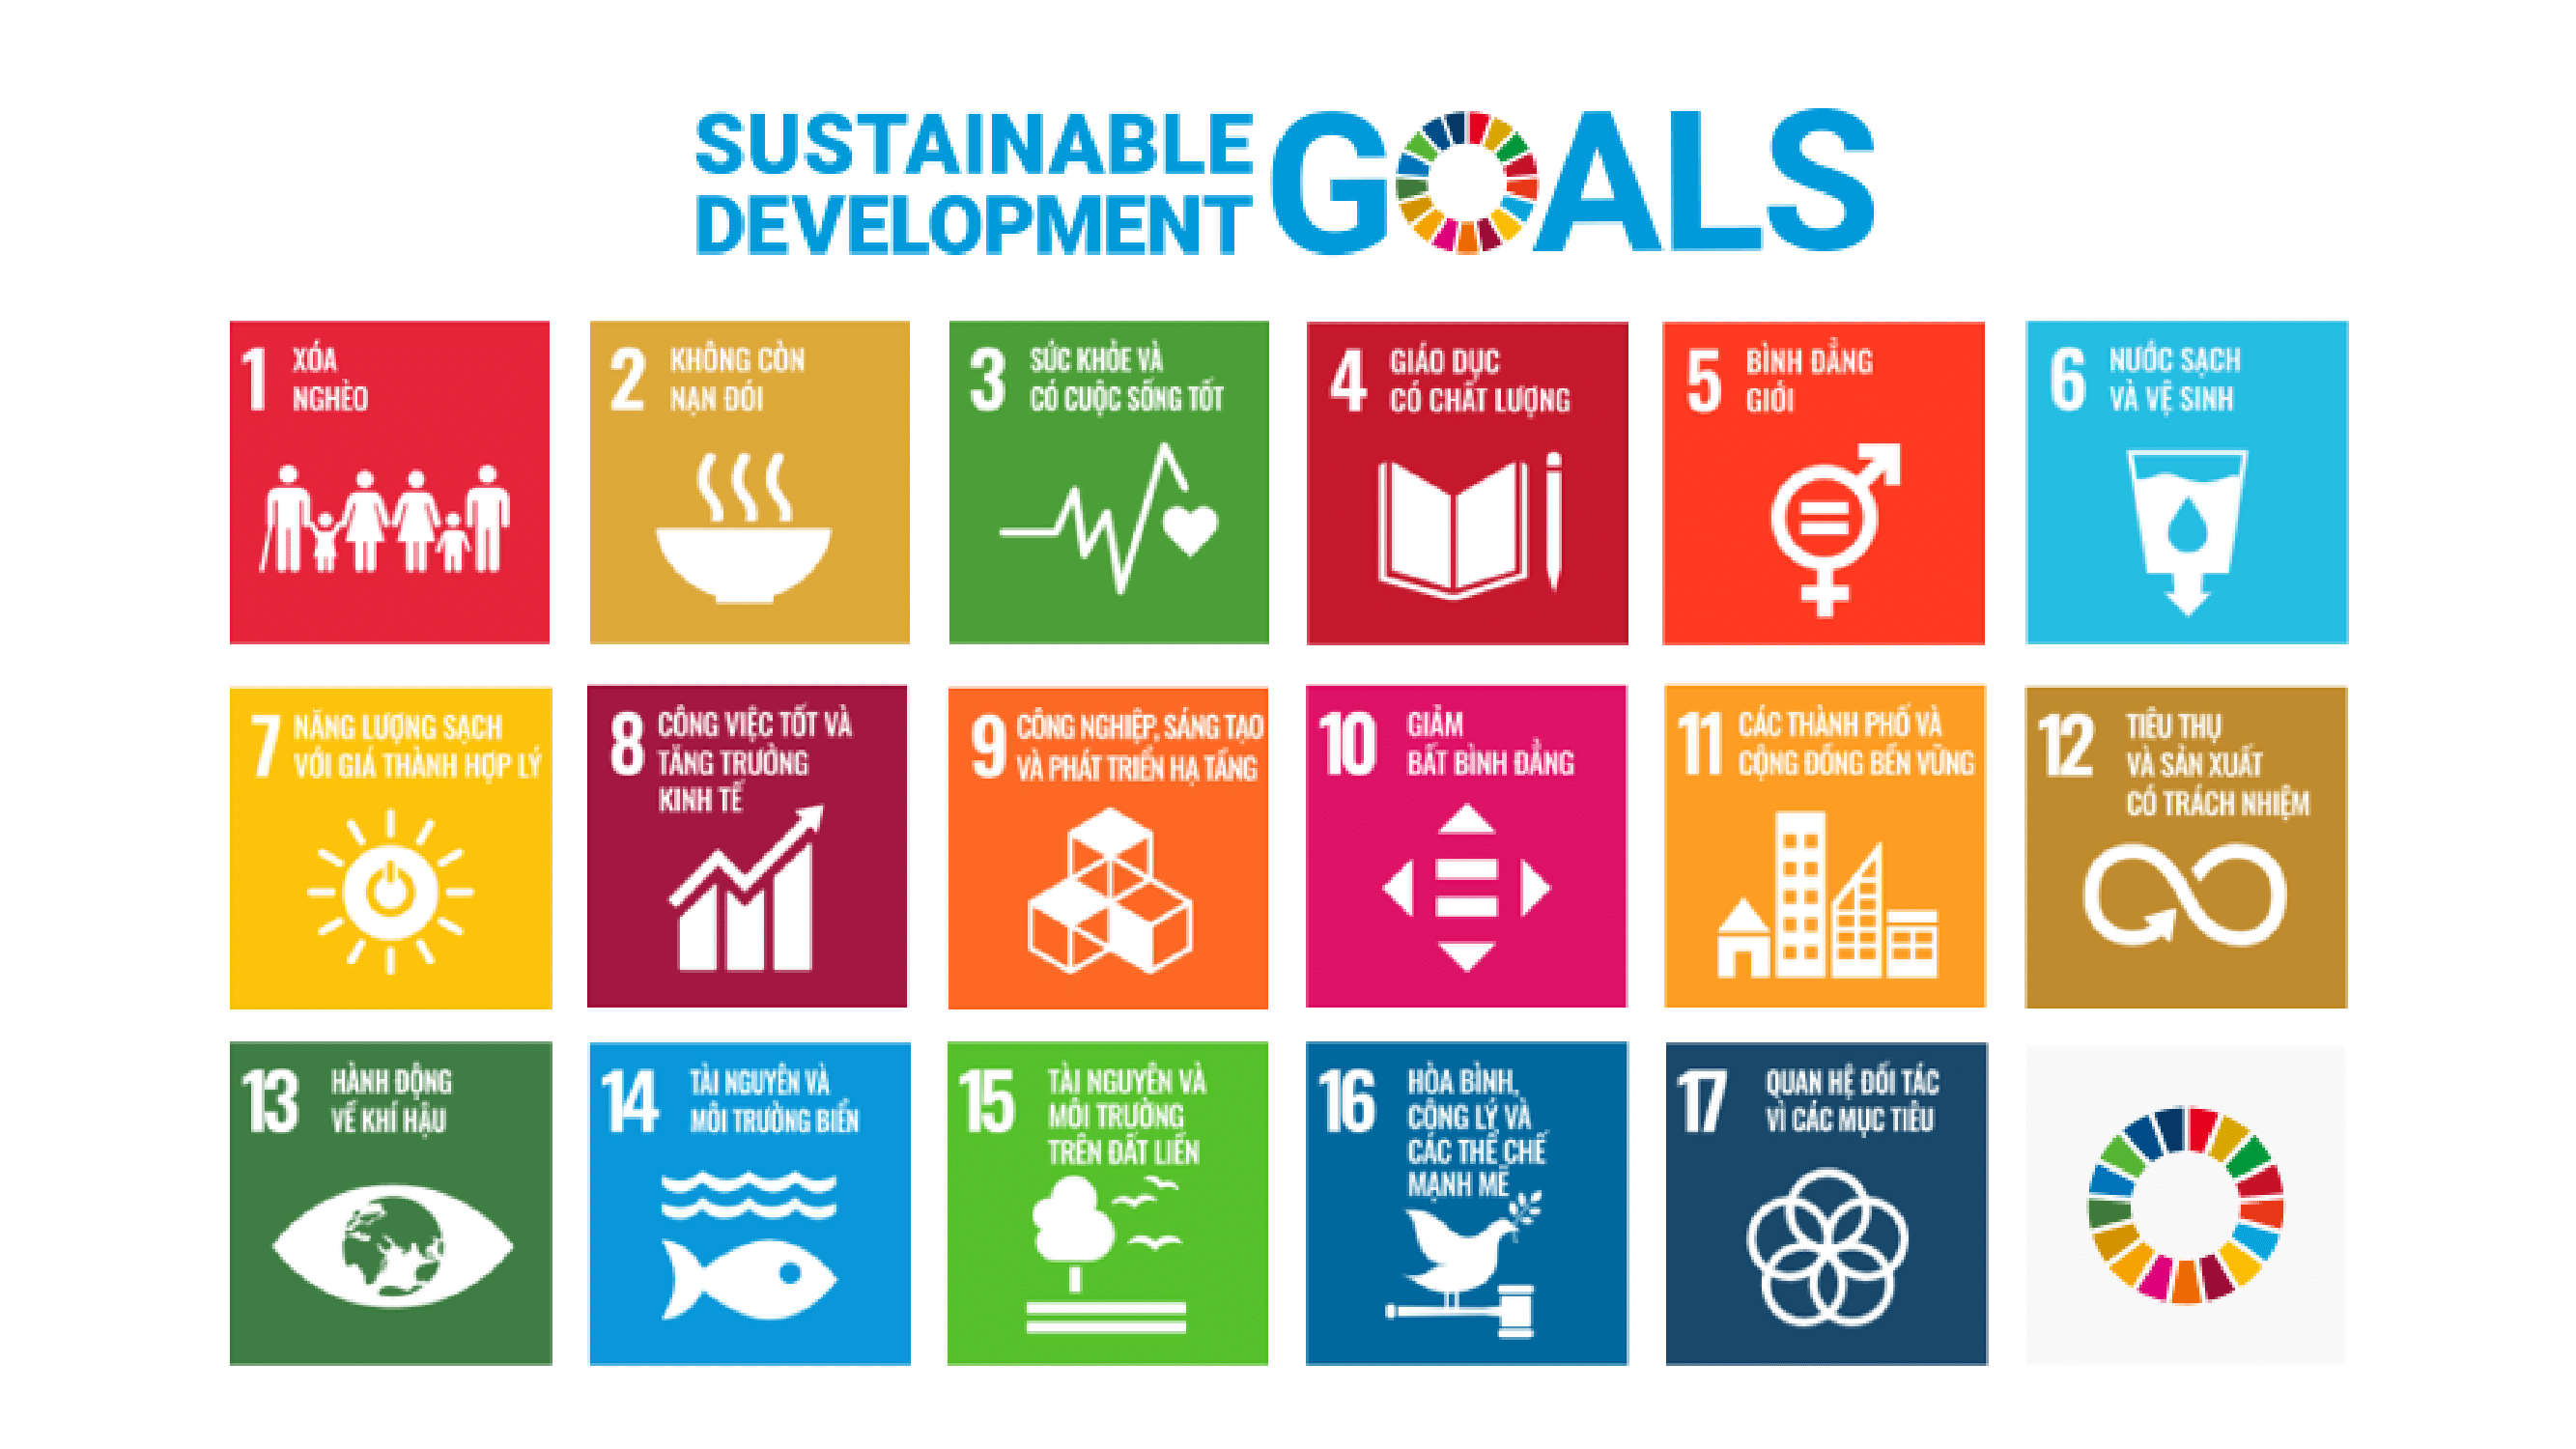 SUSTAINABLE
DEVELOPMENT
GOALS
1
XÓA
NGHÈO
2
KHÔNG CÒN
NẠN ĐÓI
3
SỨC KHỎE VÀ
CÓ CUỘC SỐNG TỐT
4
GIÁO DỤC
CÓ CHẤT LƯỢNG
5
BÌNH ĐẲNG
GIỚI
6
NƯỚC SẠCH
VÀ VỆ SINH
7
NĂNG LƯỢNG SẠCH
VỚI GIÁ THÀNH HỢP LÝ
8
CÔNG VIỆC TỐT VÀ
TĂNG TRƯỞNG
KINH TẾ
9
CÔNG NGHIỆP, SÁNG TẠO
VÀ PHÁT TRIỂN HẠ TẦNG
10
GIẢM
BẤT BÌNH ĐẲNG
11
CÁC THÀNH PHỐ VÀ
CỘNG ĐỒNG BỀN VỮNG
12
TIÊU THỤ
VÀ SẢN XUẤT
CÓ TRÁCH NHIỆM
13
HÀNH ĐỘNG
VỀ KHÍ HẬU
14
TÀI NGUYÊN VÀ
MÔI TRƯỜNG BIỂN
15
TÀI NGUYÊN VÀ
MÔI TRƯỜNG
TRÊN ĐẤT LIỀN
16
HÒA BÌNH,
CÔNG LÝ VÀ
CÁC THỂ CHẾ
MẠNH MẼ
17
QUAN HỆ ĐỐI TÁC
VÌ CÁC MỤC TIÊU